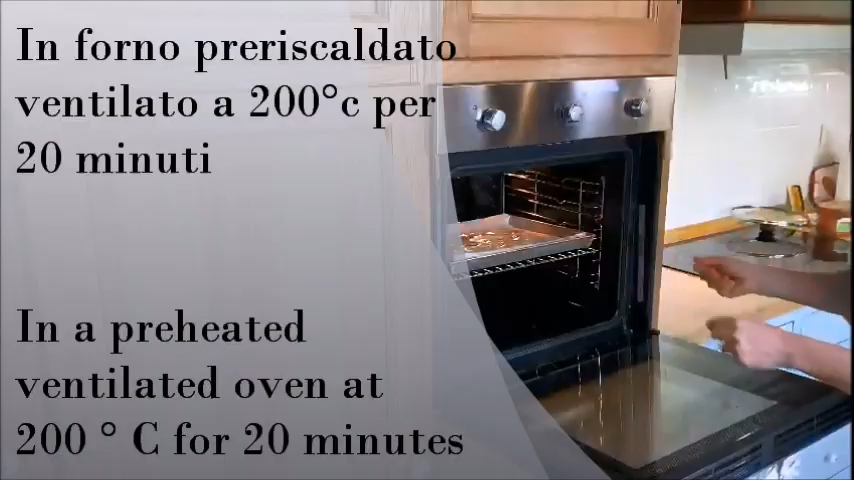 In forno preriscaldato
ventilato a 200°c per
20 minuti
In a preheated
ventilated oven at
200 ° C for 20 minutes